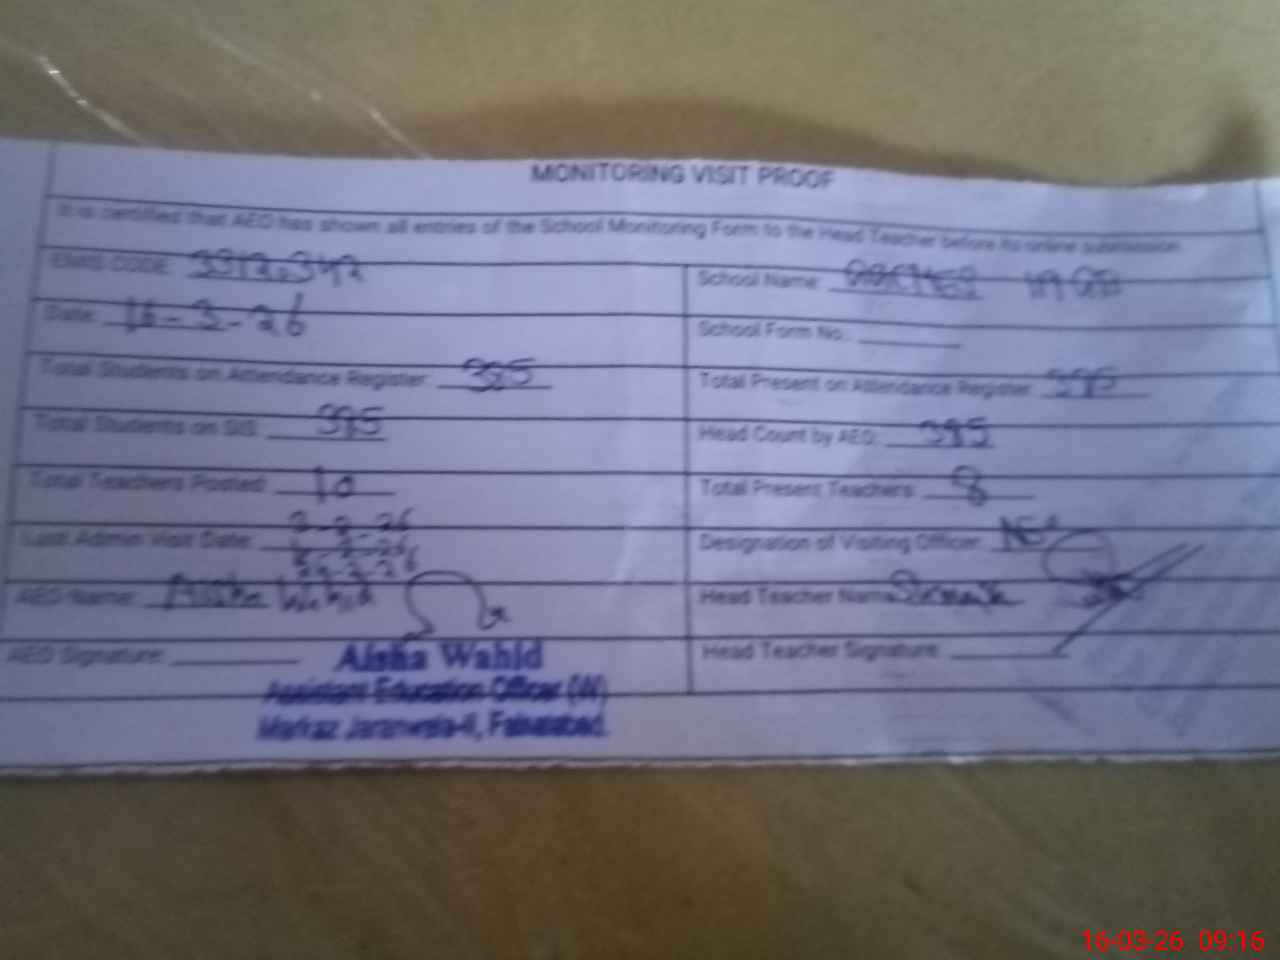 MONITORING VISIT PROOF
It is certified that AEO has shown all entries of the School Monitoring Form to the Head Teacher before its online submission.
EMIS CODE:
School Name:
Date: 16-3-26
School Form No.
Total Students on Attendance Register: 395
Total Present on Attendance Register: 395
Total Students on SIS: 395
Head Count by AEO: 395
Total Teachers Posted: 10
Total Present Teachers: 8
Last Admin Visit Date:
Designation of Visiting Officer:
AEO Name: Aisha Wahid
Head Teacher Name
AEO Signature:
Head Teacher Signature:
Aisha Wahid
Assistant Education Officer (W)
Markaz Jaranwala-II, Faisalabad.
16-03-26 09:16